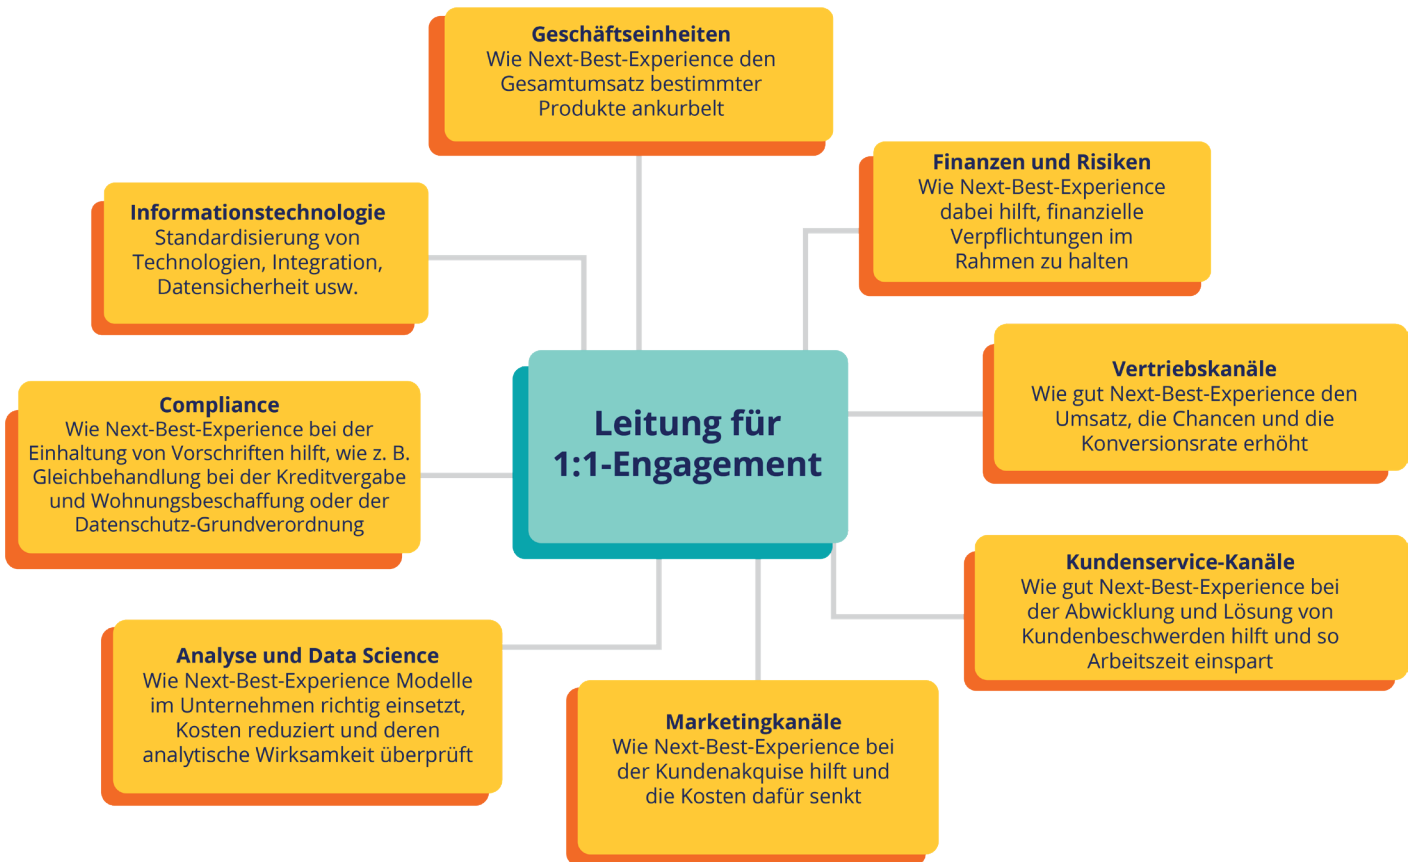 Geschäftseinheiten
Wie Next-Best-Experience den
Gesamtumsatz bestimmter
Produkte ankurbelt
Finanzen und Risiken
Wie Next-Best-Experience
dabei hilft, finanzielle
Verpflichtungen im
Rahmen zu halten
Informationstechnologie
Standardisierung von
Technologien, Integration,
Datensicherheit usw.
Vertriebskanäle
Wie gut Next-Best-Experience den
Umsatz, die Chancen und die
Konversionsrate erhöht
Compliance
Wie Next-Best-Experience bei der
Einhaltung von Vorschriften hilft, wie z. B.
Gleichbehandlung bei der Kreditvergabe
und Wohnungsbeschaffung oder der
Datenschutz-Grundverordnung
Leitung für
1:1-Engagement
Kundenservice-Kanäle
Wie gut Next-Best-Experience bei
der Abwicklung und Lösung von
Kundenbeschwerden hilft und so
Arbeitszeit einspart
Analyse und Data Science
Wie Next-Best-Experience Modelle
im Unternehmen richtig einsetzt,
Kosten reduziert und deren
analytische Wirksamkeit überprüft
Marketingkanäle
Wie Next-Best-Experience bei
der Kundenakquise hilft und
die Kosten dafür senkt